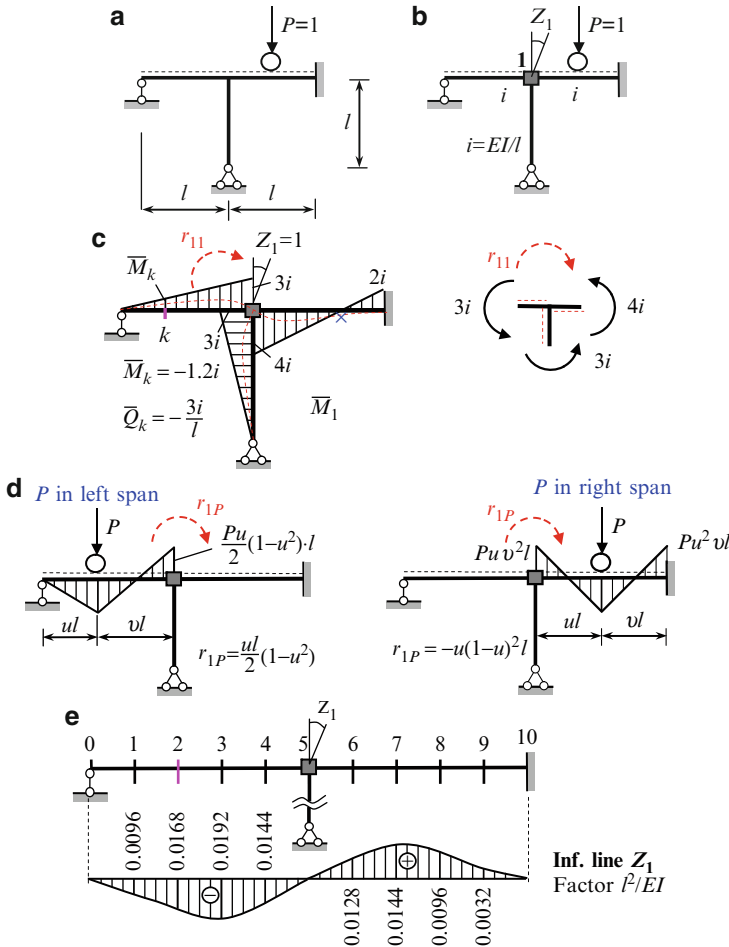 a
P=1
l
l
l
b
P=1
Z₁
1
i
i
i=EI/l
c
r₁₁
Z₁=1
M̅ₖ
3i
2i
k
3i
4i
M̅ₖ = −1.2i
Q̅ₖ = − 3i/l
M̅₁
r₁₁
3i
4i
3i
d
P in left span
P
r₁P
Pu/2 (1−u²)·l
ul
υl
r₁P = ul/2 (1−u²)
P in right span
P
r₁P
Pu υ²l
Pu² υl
ul
υl
r₁P = −u(1−u)²l
e
Z₁
0 1 2 3 4 5 6 7 8 9 10
0.0096 0.0168 0.0192 0.0144
−
+
0.0128 0.0144 0.0096 0.0032
Inf. line Z₁
Factor l²/EI